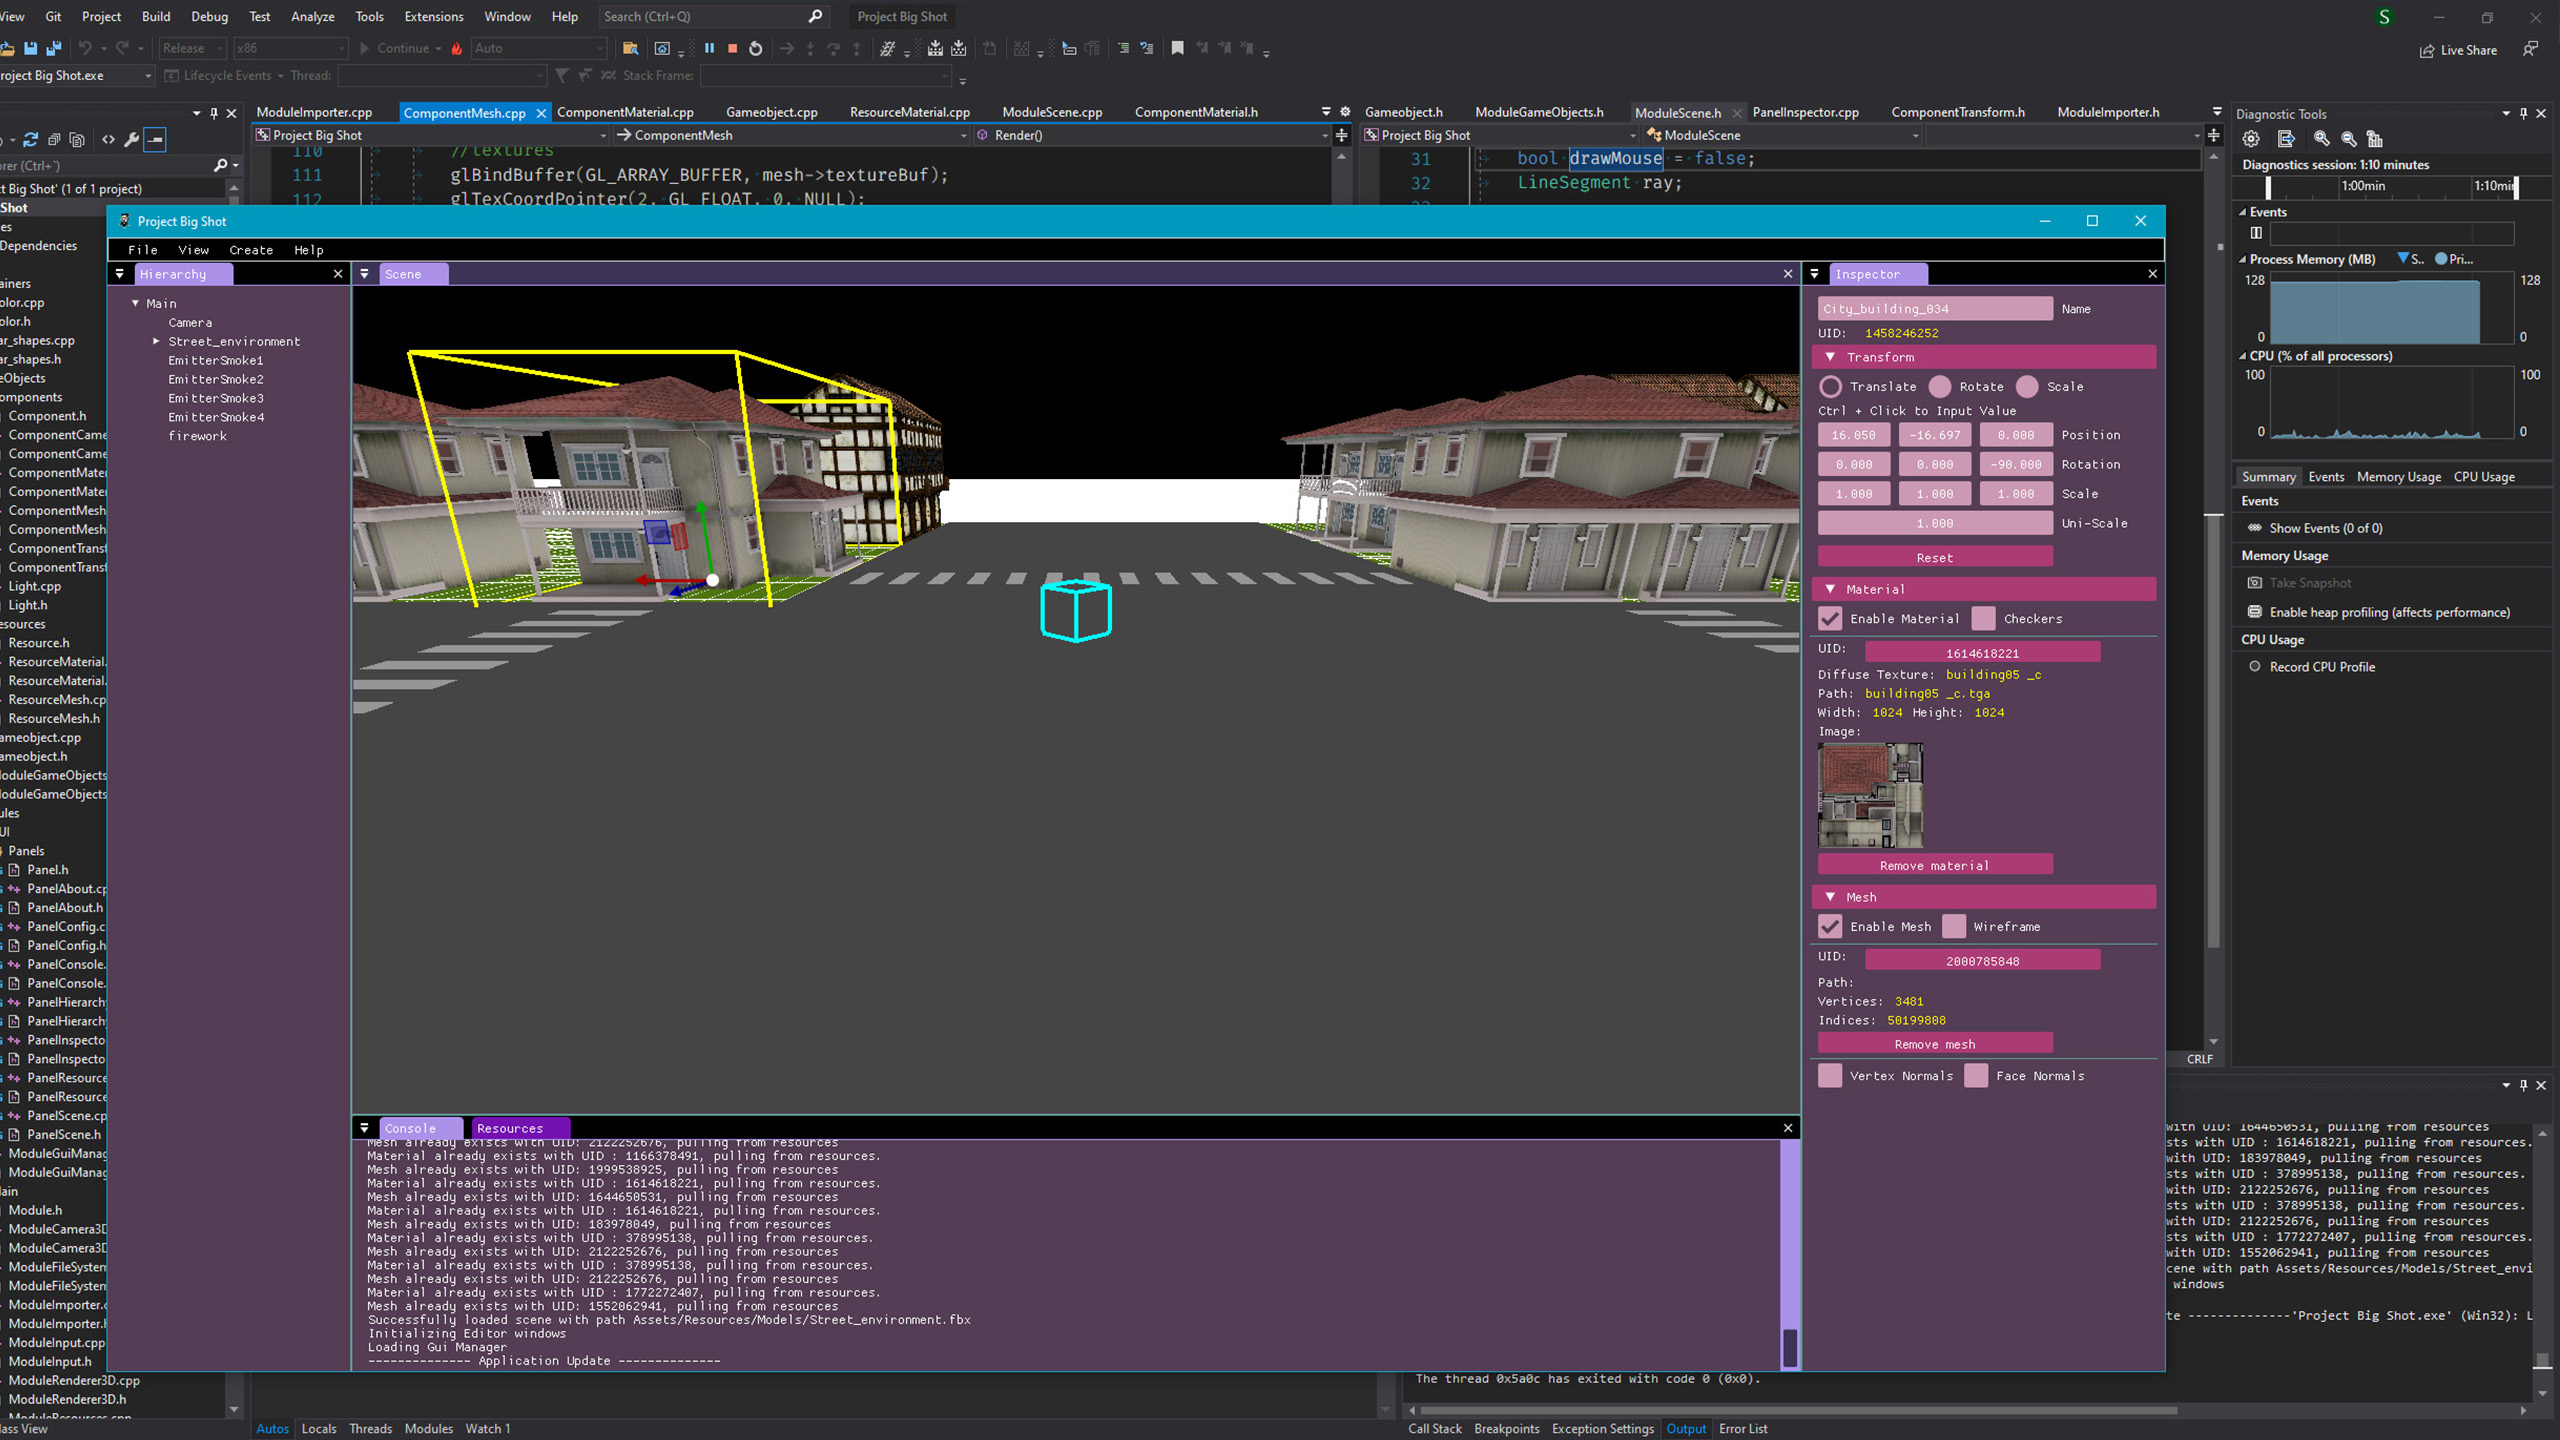 View Git Project Build Debug Test Analyze Tools Extensions Window Help Search (Ctrl+Q) Project Big Shot S
Release x86 Continue Auto Live Share
roject Big Shot.exe Lifecycle Events Thread: Stack Frame:
ModuleImporter.cpp ComponentMesh.cpp ComponentMaterial.cpp Gameobject.cpp ResourceMaterial.cpp ModuleScene.cpp ComponentMaterial.h
Gameobject.h ModuleGameObjects.h ModuleScene.h PanelInspector.cpp ComponentTransform.h ModuleImporter.h
Project Big Shot ComponentMesh Render()
Project Big Shot ModuleScene
110 //textures
111 glBindBuffer(GL_ARRAY_BUFFER, mesh->textureBuf);
112 glTexCoordPointer(2, GL_FLOAT, 0, NULL);
31 bool drawMouse = false;
32 LineSegment ray;
Diagnostic Tools
Diagnostics session: 1:10 minutes
1:00min 1:10min
Events
Process Memory (MB) S.. Pri...
128 128
0 0
CPU (% of all processors)
100 100
0 0
Summary Events Memory Usage CPU Usage
Events
Show Events (0 of 0)
Memory Usage
Take Snapshot
Enable heap profiling (affects performance)
CPU Usage
Record CPU Profile
orer (Ctrl+¨)
ct Big Shot' (1 of 1 project)
Shot
es
Dependencies
ainers
olor.cpp
olor.h
ar_shapes.cpp
ar_shapes.h
eObjects
omponents
Component.h
ComponentCame
ComponentCame
ComponentMater
ComponentMater
ComponentMesh
ComponentMesh
ComponentTransf
ComponentTransf
Light.cpp
Light.h
esources
Resource.h
ResourceMaterial.
ResourceMaterial.
ResourceMesh.cp
ResourceMesh.h
ameobject.cpp
ameobject.h
ModuleGameObjects
ModuleGameObjects
ules
UI
Panels
Panel.h
PanelAbout.cp
PanelAbout.h
PanelConfig.c
PanelConfig.h
PanelConsole.
PanelConsole.
PanelHierarch
PanelHierarch
PanelInspecto
PanelInspecto
PanelResource
PanelResource
PanelScene.cp
PanelScene.h
ModuleGuiManag
ModuleGuiManag
ain
Module.h
ModuleCamera3D
ModuleCamera3D
ModuleFileSystem
ModuleFileSystem
ModuleImporter.c
ModuleImporter.h
ModuleInput.cpp
ModuleInput.h
ModuleRenderer3D.cpp
ModuleRenderer3D.h
ModuleResources.cpp
lass View
Project Big Shot
File View Create Help
Hierarchy
Main
Camera
Street_environment
EmitterSmoke1
EmitterSmoke2
EmitterSmoke3
EmitterSmoke4
firework
Scene
Inspector
City_building_034 Name
UID: 1458246252
Transform
Translate Rotate Scale
Ctrl + Click to Input Value
16.050 -16.697 0.000 Position
0.000 0.000 -90.000 Rotation
1.000 1.000 1.000 Scale
1.000 Uni-Scale
Reset
Material
Enable Material Checkers
UID: 1614618221
Diffuse Texture: building05 _c
Path: building05 _c.tga
Width: 1024 Height: 1024
Image:
Remove material
Mesh
Enable Mesh Wireframe
UID: 2000785848
Path:
Vertices: 3481
Indices: 50199808
Remove mesh
Vertex Normals Face Normals
Console Resources
Mesh already exists with UID: 2122252676, pulling from resources
Material already exists with UID : 1166378491, pulling from resources.
Mesh already exists with UID: 1999538925, pulling from resources
Material already exists with UID : 1614618221, pulling from resources.
Mesh already exists with UID: 1644650531, pulling from resources
Material already exists with UID : 1614618221, pulling from resources.
Mesh already exists with UID: 183978049, pulling from resources
Material already exists with UID : 378995138, pulling from resources.
Mesh already exists with UID: 2122252676, pulling from resources
Material already exists with UID : 378995138, pulling from resources.
Mesh already exists with UID: 2122252676, pulling from resources
Material already exists with UID : 1772272407, pulling from resources.
Mesh already exists with UID: 1552062941, pulling from resources
Successfully loaded scene with path Assets/Resources/Models/Street_environment.fbx
Initializing Editor windows
Loading Gui Manager
-------------- Application Update --------------
CRLF
with UID: 1644650531, pulling from resources
sts with UID : 1614618221, pulling from resources.
with UID: 183978049, pulling from resources
sts with UID : 378995138, pulling from resources.
with UID: 2122252676, pulling from resources
sts with UID : 378995138, pulling from resources.
with UID: 2122252676, pulling from resources
sts with UID : 1772272407, pulling from resources.
with UID: 1552062941, pulling from resources
cene with path Assets/Resources/Models/Street_envi
windows
te --------------'Project Big Shot.exe' (Win32): L
The thread 0x5a0c has exited with code 0 (0x0).
Autos Locals Threads Modules Watch 1
Call Stack Breakpoints Exception Settings Output Error List